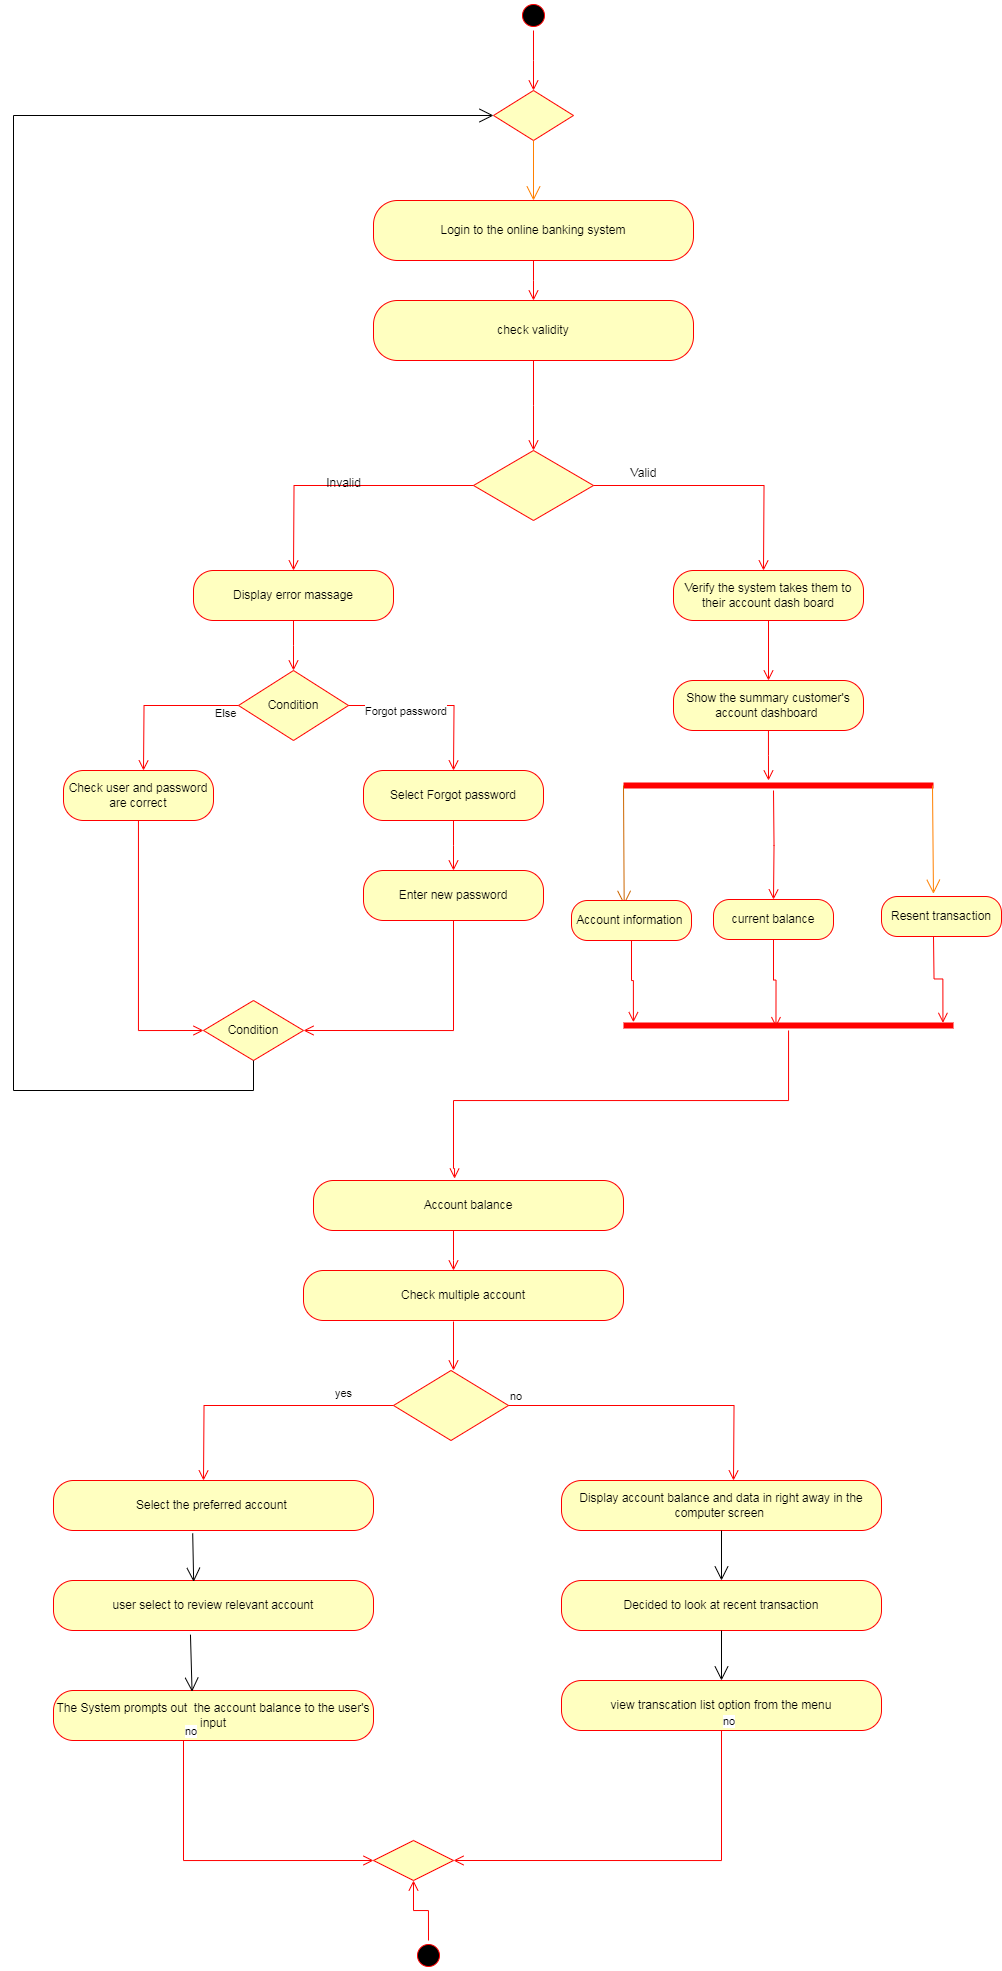 Login to the online banking system
check validity
Invalid
Valid
Display error massage
Verify the system takes them to
their account dash board
Condition
Else
Forgot password
Show the summary customer's
account dashboard
Check user and password
are correct
Select Forgot password
Enter new password
Account information
current balance
Resent transaction
Condition
Account balance
Check multiple account
yes
no
Select the preferred account
Display account balance and data in right away in the
computer screen
user select to review relevant account
Decided to look at recent transaction
The System prompts out  the account balance to the user's
input
no
view transcation list option from the menu
no